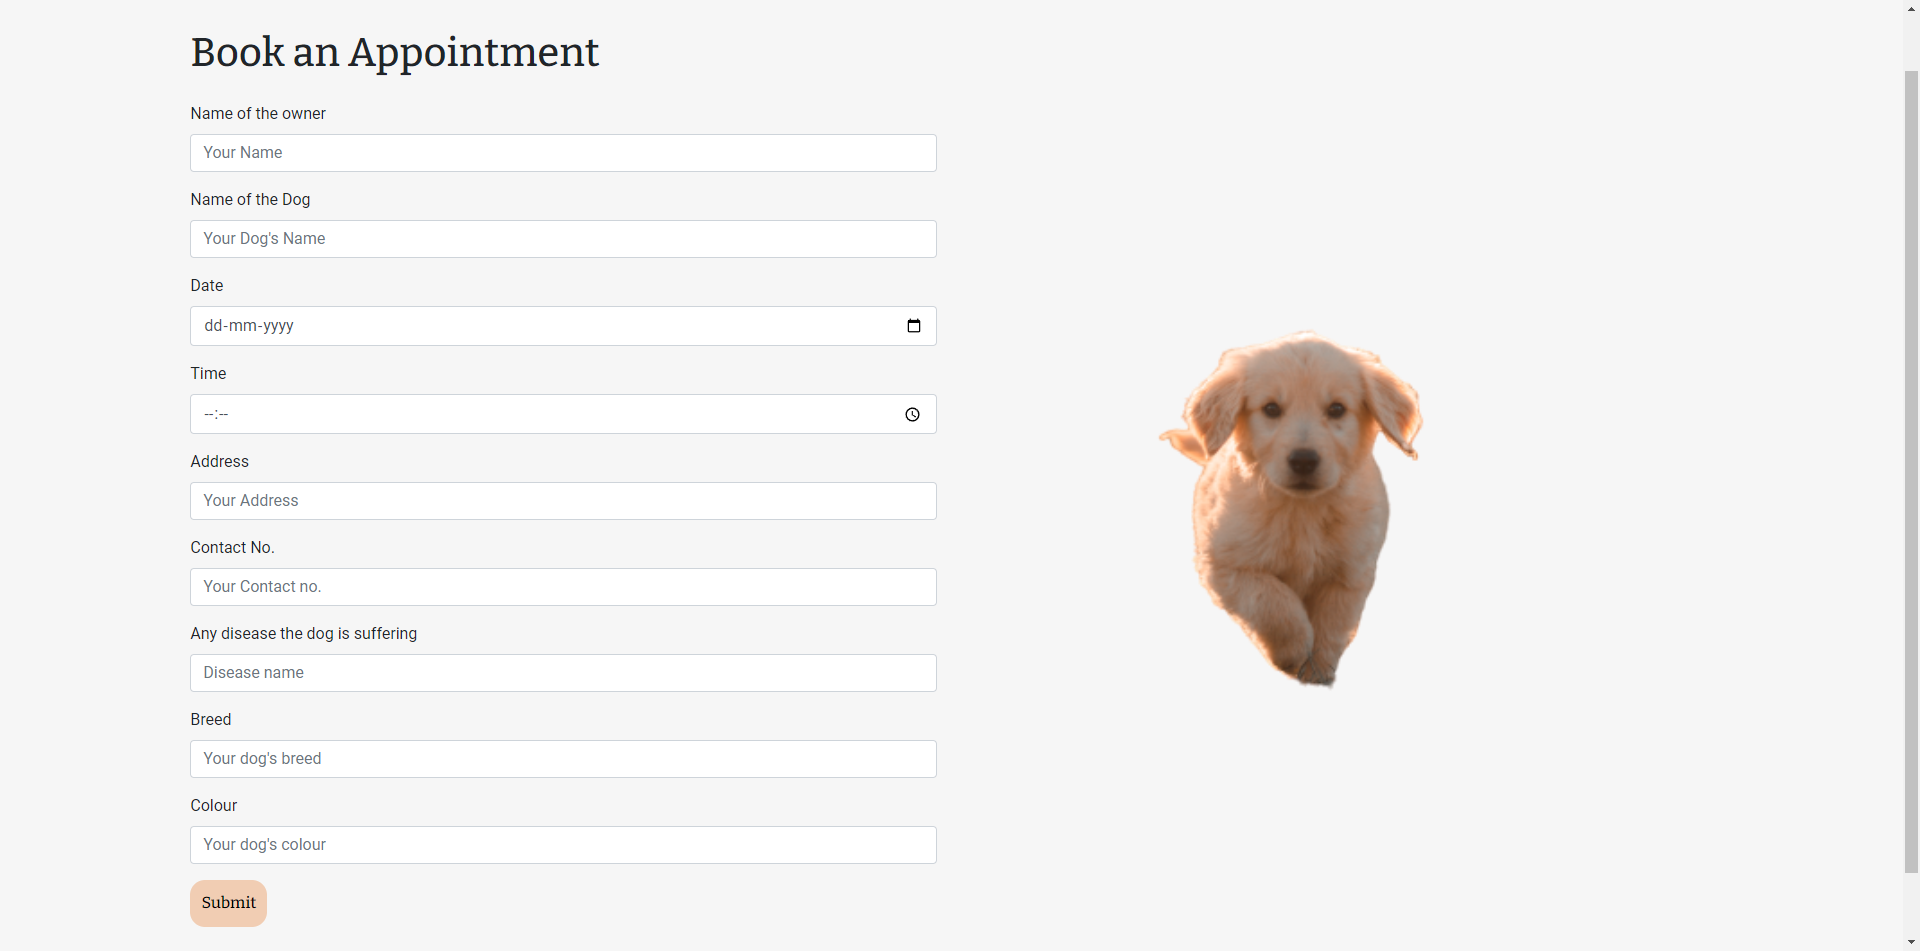 Book an Appointment
Name of the owner
Your Name
Name of the Dog
Your Dog's Name
Date
dd-mm-yyyy
Time
--:--
Address
Your Address
Contact No.
Your Contact no.
Any disease the dog is suffering
Disease name
Breed
Your dog's breed
Colour
Your dog's colour
Submit